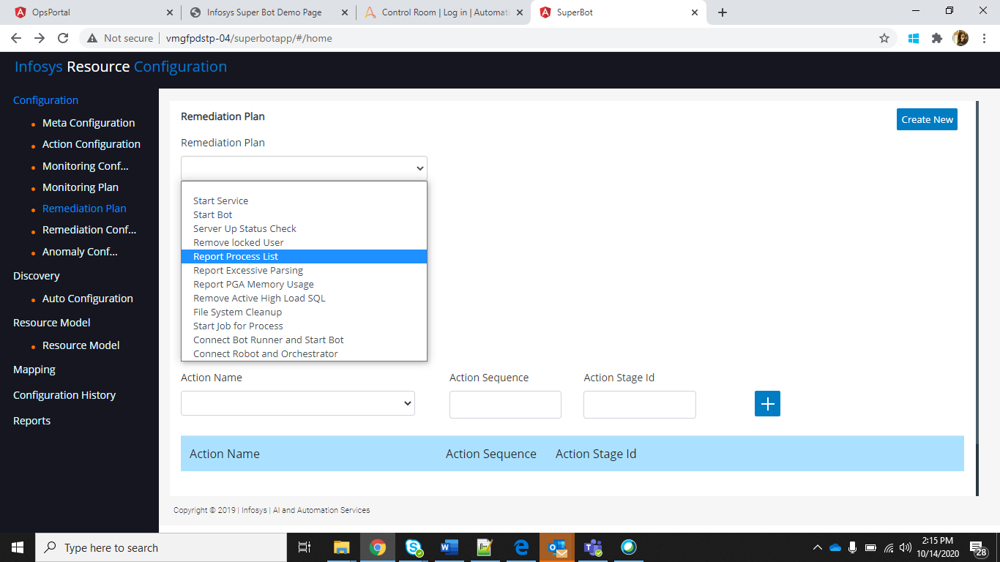 OpsPortal
Infosys Super Bot Demo Page
Control Room | Log in | Automati
SuperBot
Not secure
vmgfpdstp-04/superbotapp/#/home
Infosys Resource Configuration
Configuration
Meta Configuration
Action Configuration
Monitoring Conf...
Monitoring Plan
Remediation Plan
Remediation Conf...
Anomaly Conf...
Discovery
Auto Configuration
Resource Model
Resource Model
Mapping
Configuration History
Reports
Remediation Plan
Create New
Remediation Plan
Start Service
Start Bot
Server Up Status Check
Remove locked User
Report Process List
Report Excessive Parsing
Report PGA Memory Usage
Remove Active High Load SQL
File System Cleanup
Start Job for Process
Connect Bot Runner and Start Bot
Connect Robot and Orchestrator
Action Name
Action Sequence
Action Stage Id
Action Name
Action Sequence
Action Stage Id
Copyright © 2019 | Infosys | AI and Automation Services
Type here to search
2:15 PM
10/14/2020
28